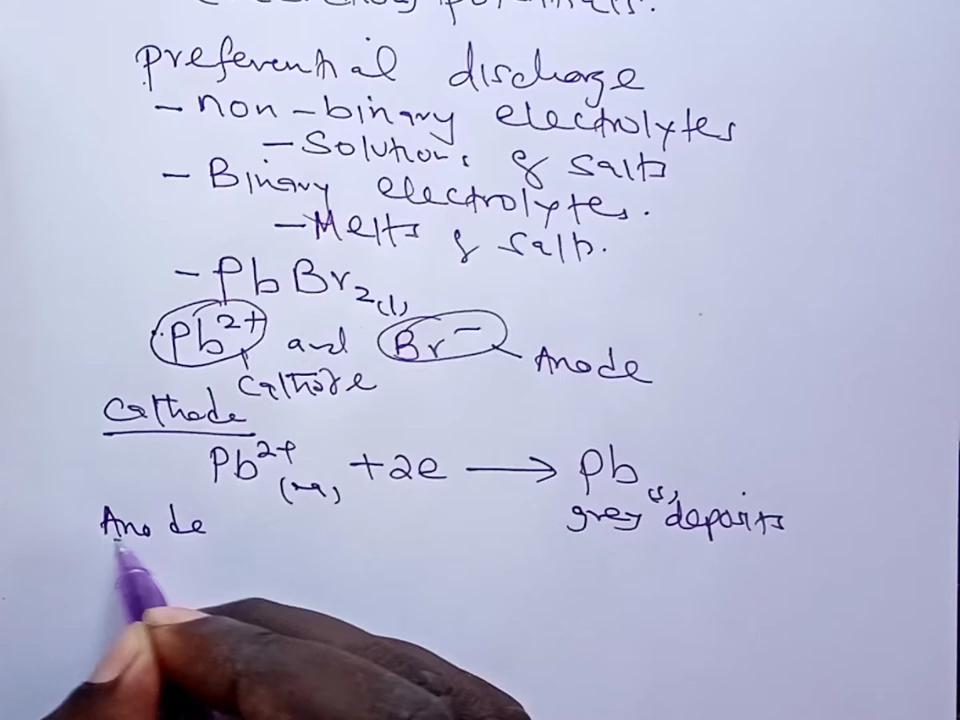 preferential discharge
- non-binary electrolytes
- Solutions of salts
- Binary electrolytes.
- Melts of salts.
- PbBr₂(l)
Pb²⁺ and Br⁻ Anode
Cathode
Cathode
Pb²⁺ +2e ⟶ Pb(s)
grey deposits
Anode